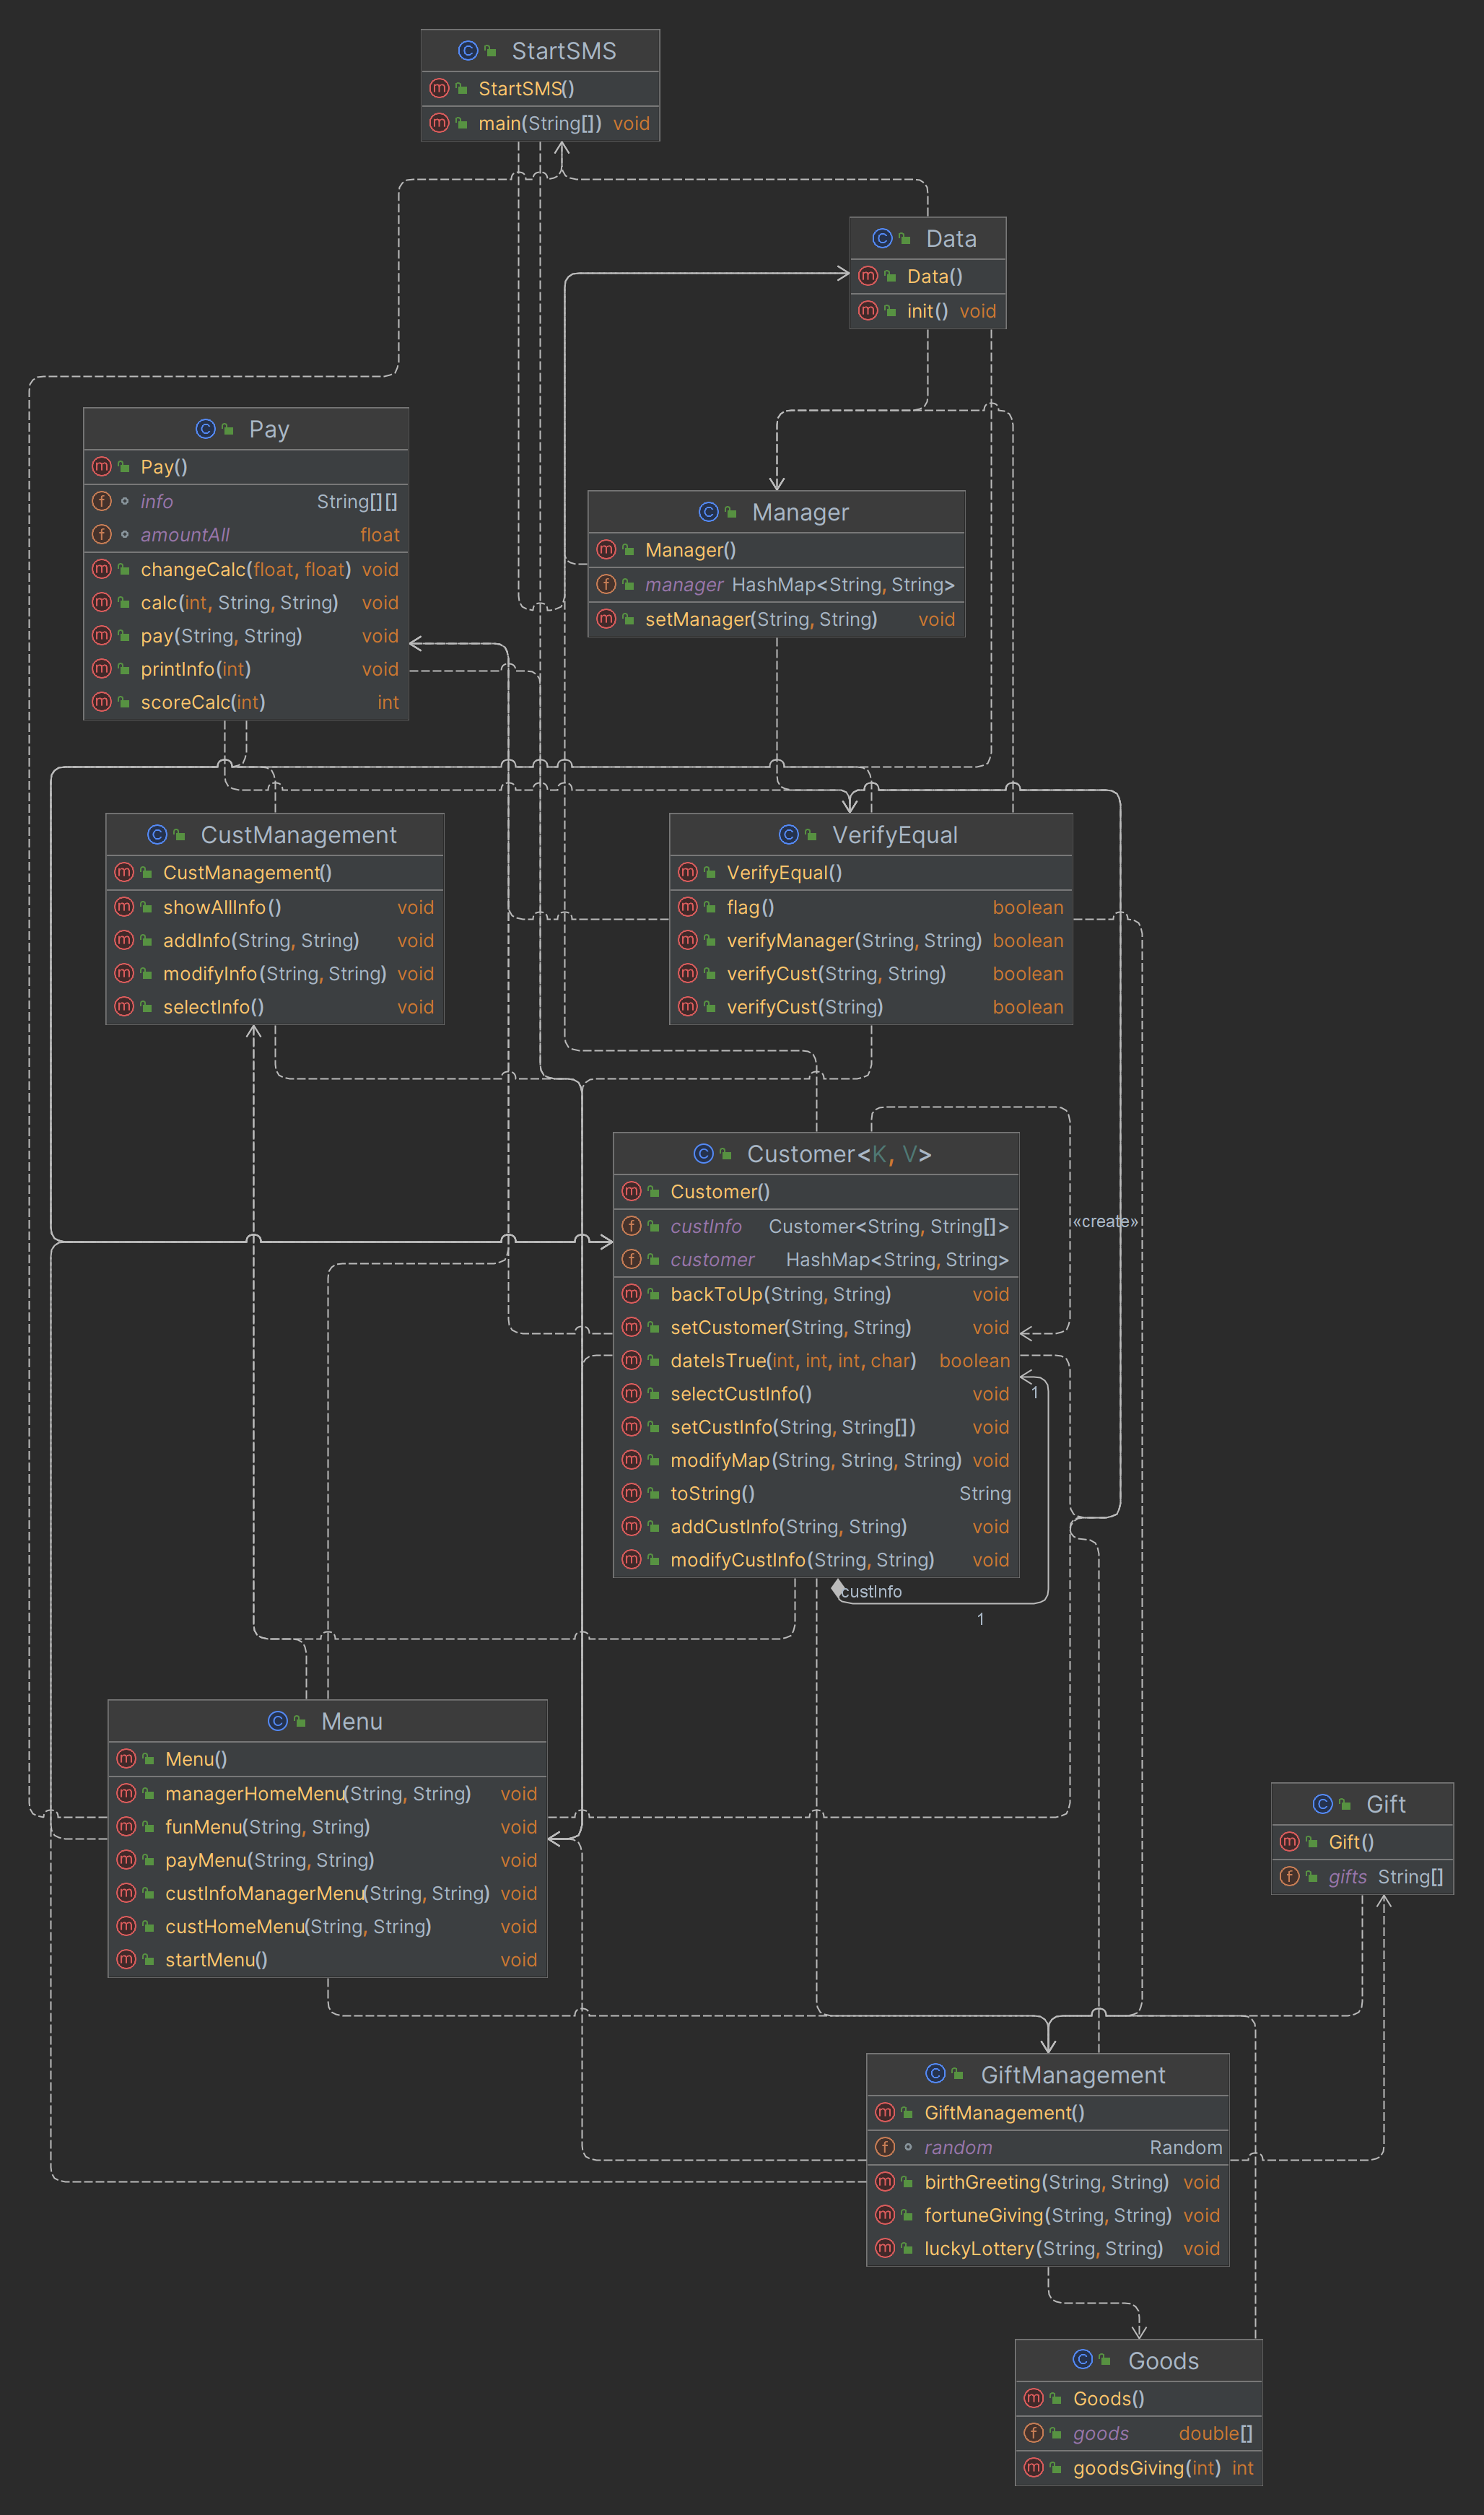 StartSMS
StartSMS()
main(String[]) void
Data
Data()
init() void
Pay
Pay()
info String[][]
amountAll float
changeCalc(float, float) void
calc(int, String, String) void
pay(String, String) void
printInfo(int) void
scoreCalc(int) int
Manager
Manager()
manager HashMap<String, String>
setManager(String, String) void
CustManagement
CustManagement()
showAllInfo() void
addInfo(String, String) void
modifyInfo(String, String) void
selectInfo() void
VerifyEqual
VerifyEqual()
flag() boolean
verifyManager(String, String) boolean
verifyCust(String, String) boolean
verifyCust(String) boolean
Customer<K, V>
Customer()
custInfo Customer<String, String[]>
customer HashMap<String, String>
backToUp(String, String) void
setCustomer(String, String) void
dateIsTrue(int, int, int, char) boolean
selectCustInfo() void
setCustInfo(String, String[]) void
modifyMap(String, String, String) void
toString() String
addCustInfo(String, String) void
modifyCustInfo(String, String) void
«create»
1
custInfo
1
Menu
Menu()
managerHomeMenu(String, String) void
funMenu(String, String) void
payMenu(String, String) void
custInfoManagerMenu(String, String) void
custHomeMenu(String, String) void
startMenu() void
Gift
Gift()
gifts String[]
GiftManagement
GiftManagement()
random Random
birthGreeting(String, String) void
fortuneGiving(String, String) void
luckyLottery(String, String) void
Goods
Goods()
goods double[]
goodsGiving(int) int